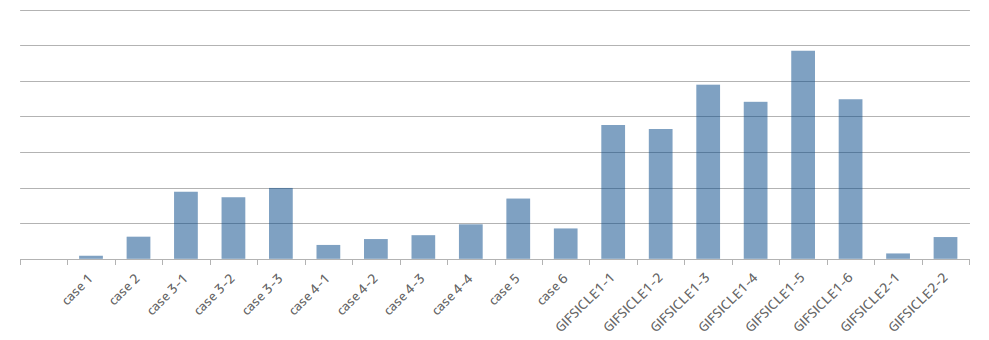 case 1
case 2
case 3-1
case 3-2
case 3-3
case 4-1
case 4-2
case 4-3
case 4-4
case 5
case 6
GIFSICLE1-1
GIFSICLE1-2
GIFSICLE1-3
GIFSICLE1-4
GIFSICLE1-5
GIFSICLE1-6
GIFSICLE2-1
GIFSICLE2-2